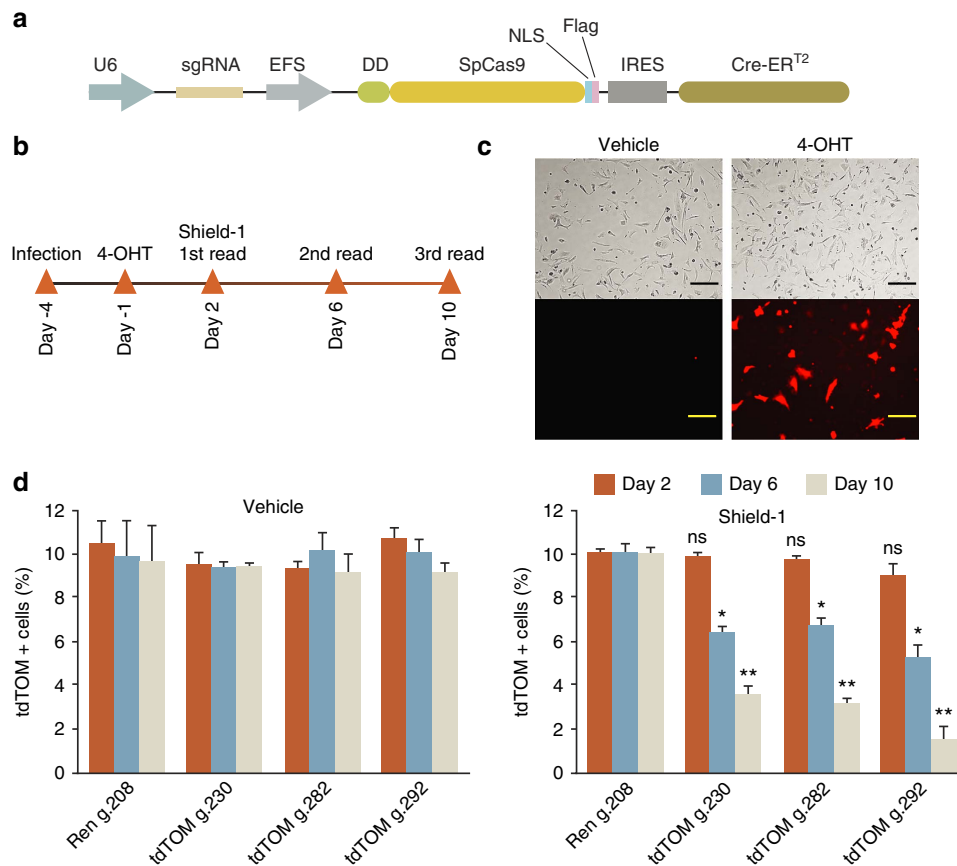 a
U6
sgRNA
EFS
DD
SpCas9
NLS
Flag
IRES
Cre-ER^T2
b
Infection
4-OHT
Shield-1
1st read
2nd read
3rd read
Day -4
Day -1
Day 2
Day 6
Day 10
c
Vehicle
4-OHT
d
Vehicle
tdTOM + cells (%)
12
10
8
6
4
2
0
Ren g.208
tdTOM g.230
tdTOM g.282
tdTOM g.292
Day 2
Day 6
Day 10
Shield-1
tdTOM + cells (%)
12
10
8
6
4
2
0
ns
*
**
ns
*
**
ns
*
**
Ren g.208
tdTOM g.230
tdTOM g.282
tdTOM g.292